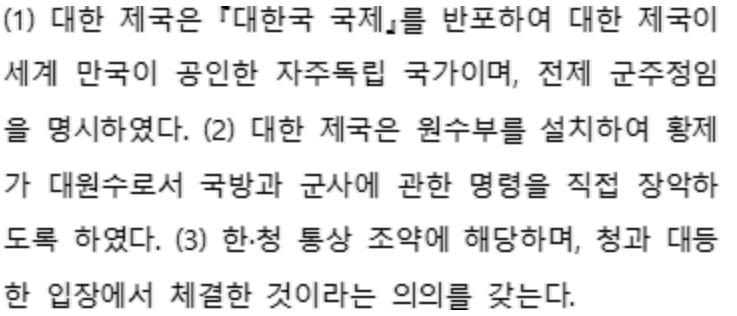 (1) 대한 제국은 『대한국 국제』를 반포하여 대한 제국이
세계 만국이 공인한 자주독립 국가이며, 전제 군주정임
을 명시하였다. (2) 대한 제국은 원수부를 설치하여 황제
가 대원수로서 국방과 군사에 관한 명령을 직접 장악하
도록 하였다. (3) 한·청 통상 조약에 해당하며, 청과 대등
한 입장에서 체결한 것이라는 의의를 갖는다.